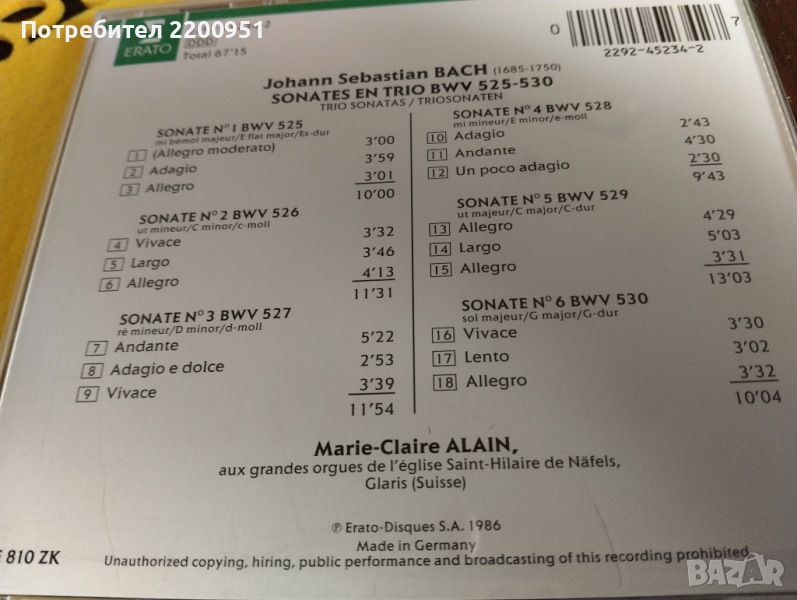 Потребител 2200951
2
ERATO
DDD
Total 67'15
0
7
2292-45234-2
Johann Sebastian BACH (1685-1750)
SONATES EN TRIO BWV 525-530
TRIO SONATAS / TRIOSONATEN
SONATE Nº 1 BWV 525
mi bémol majeur/E flat major/Es-dur
1 (Allegro moderato) 3'00
2 Adagio 3'59
3 Allegro 3'01
10'00
SONATE Nº 2 BWV 526
ut mineur/C minor/c-moll
4 Vivace 3'32
5 Largo 3'46
6 Allegro 4'13
11'31
SONATE Nº 3 BWV 527
ré mineur/D minor/d-moll
7 Andante 5'22
8 Adagio e dolce 2'53
9 Vivace 3'39
11'54
SONATE Nº 4 BWV 528
mi mineur/E minor/e-moll
10 Adagio 2'43
11 Andante 4'30
12 Un poco adagio 2'30
9'43
SONATE Nº 5 BWV 529
ut majeur/C major/C-dur
13 Allegro 4'29
14 Largo 5'03
15 Allegro 3'31
13'03
SONATE Nº 6 BWV 530
sol majeur/G major/G-dur
16 Vivace 3'30
17 Lento 3'02
18 Allegro 3'32
10'04
Marie-Claire ALAIN,
aux grandes orgues de l'église Saint-Hilaire de Näfels,
Glaris (Suisse)
℗ Erato-Disques S.A. 1986
Made in Germany
810 ZK
Unauthorized copying, hiring, public performance and broadcasting of this recording prohibited
BAZAR